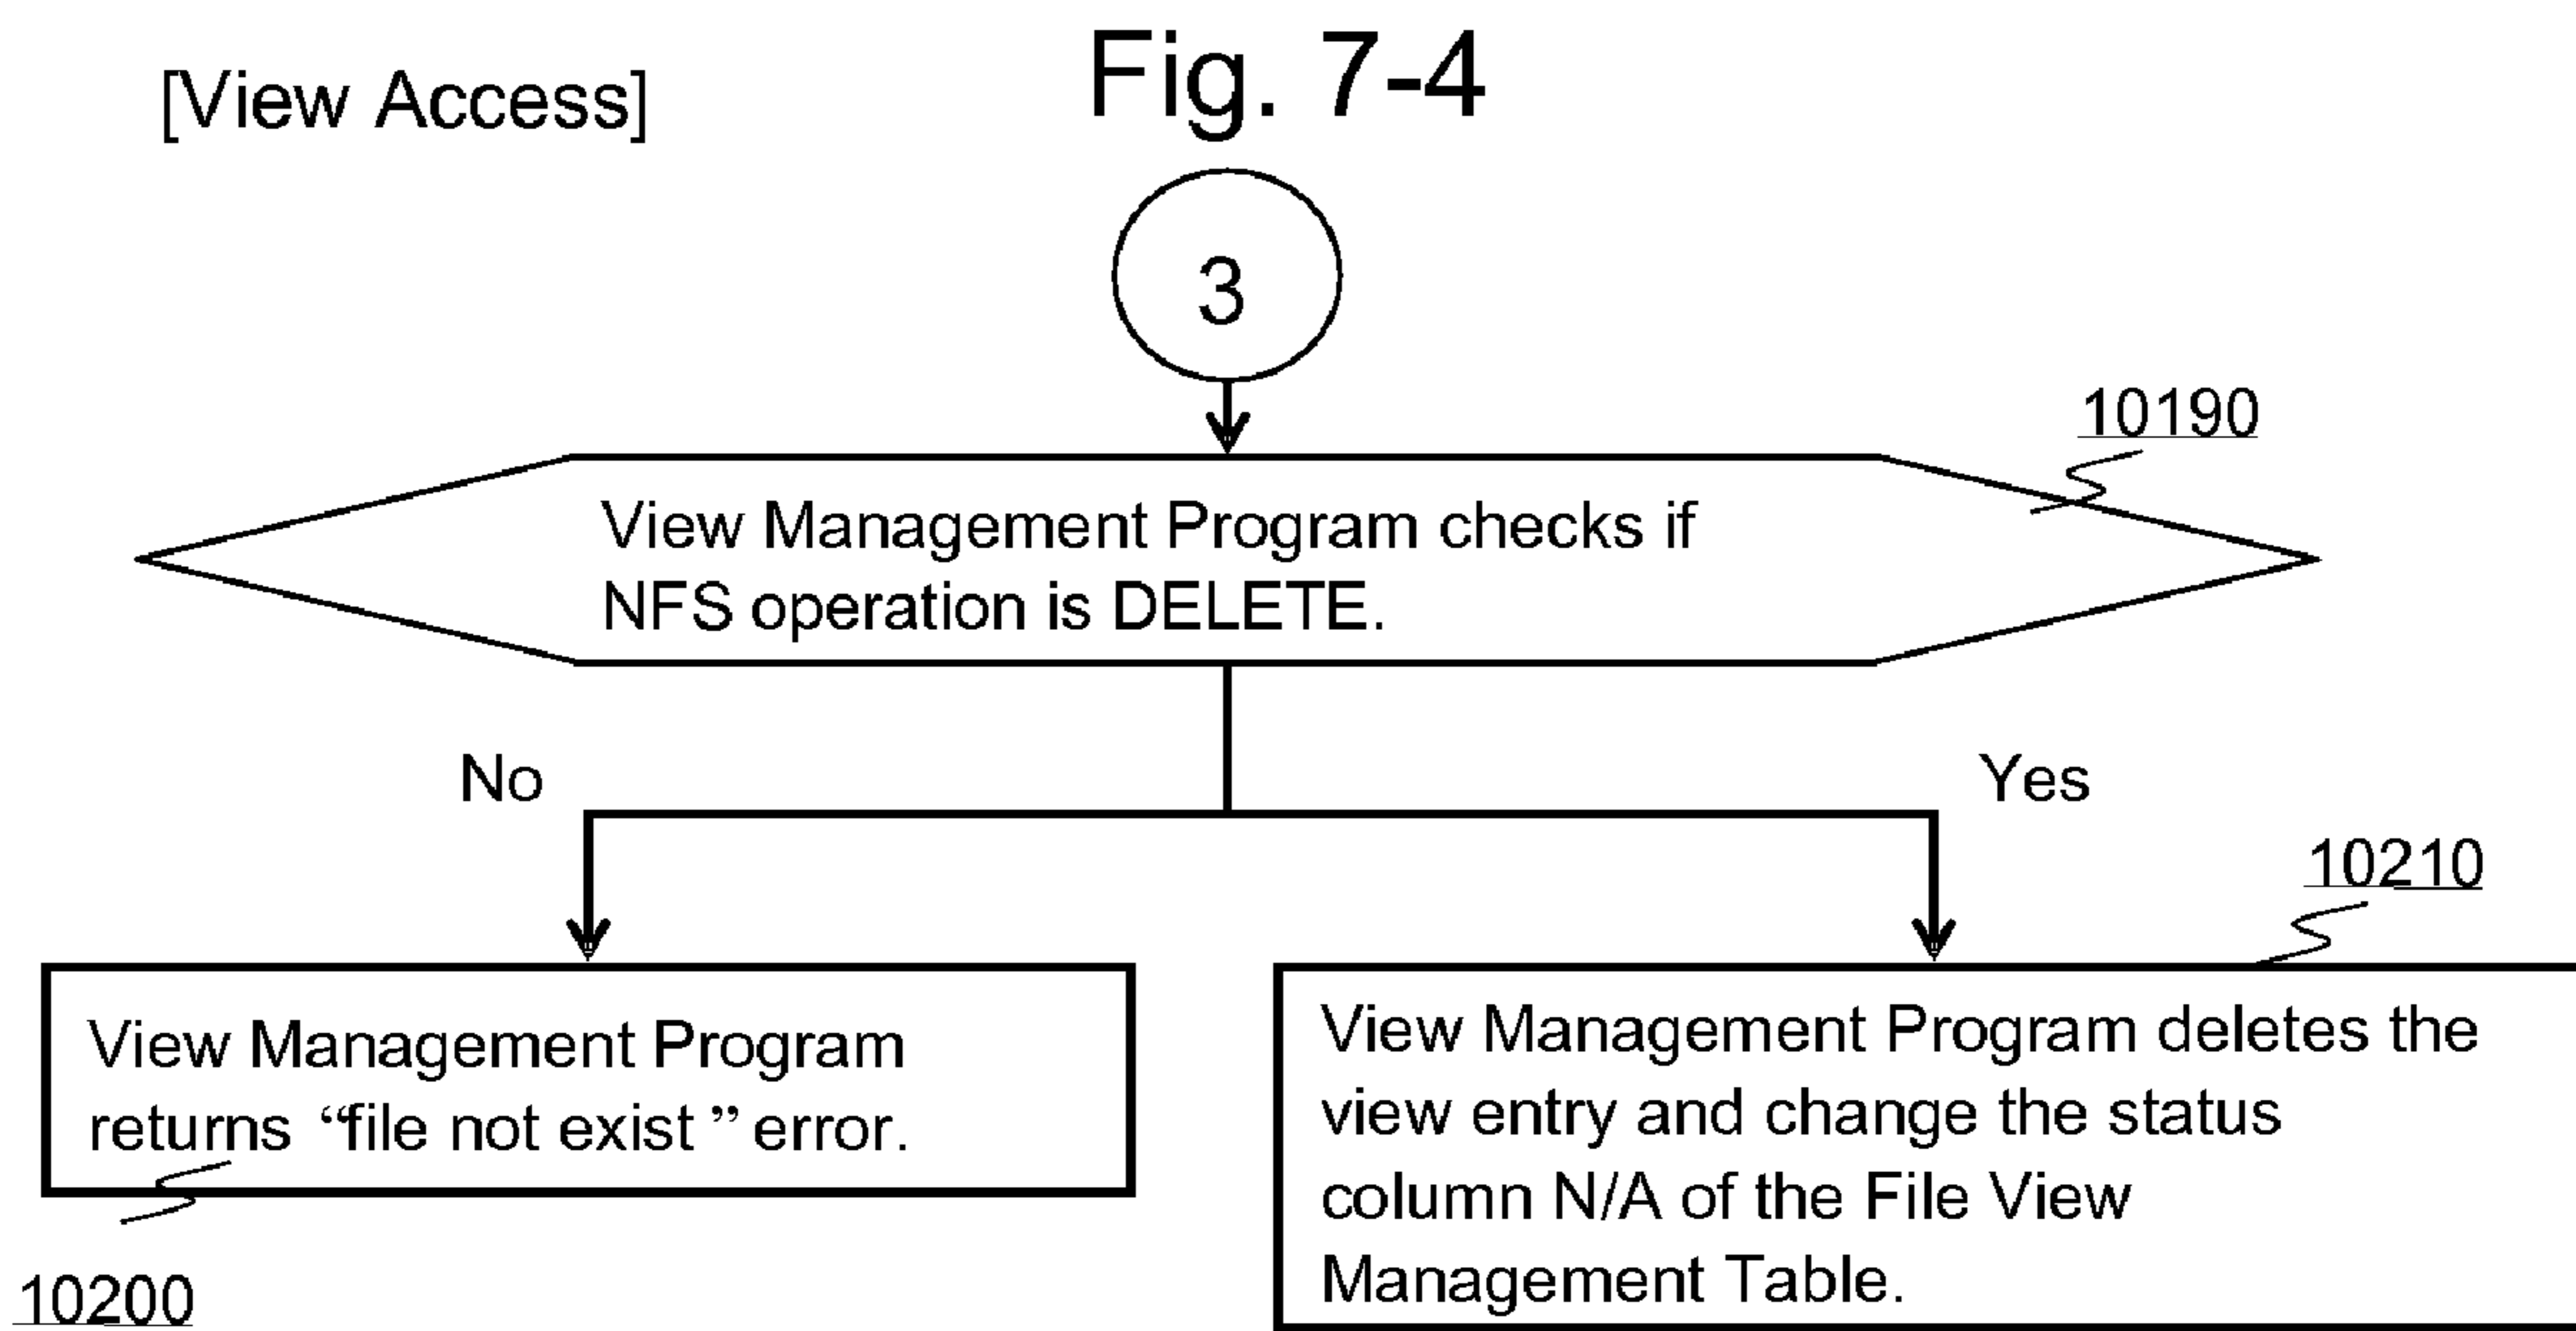 Fig. 7-4
[View Access]
3
10190
View Management Program checks if
NFS operation is DELETE.
No
Yes
10210
View Management Program
returns “file not exist ” error.
10200
View Management Program deletes the
view entry and change the status
column N/A of the File View
Management Table.